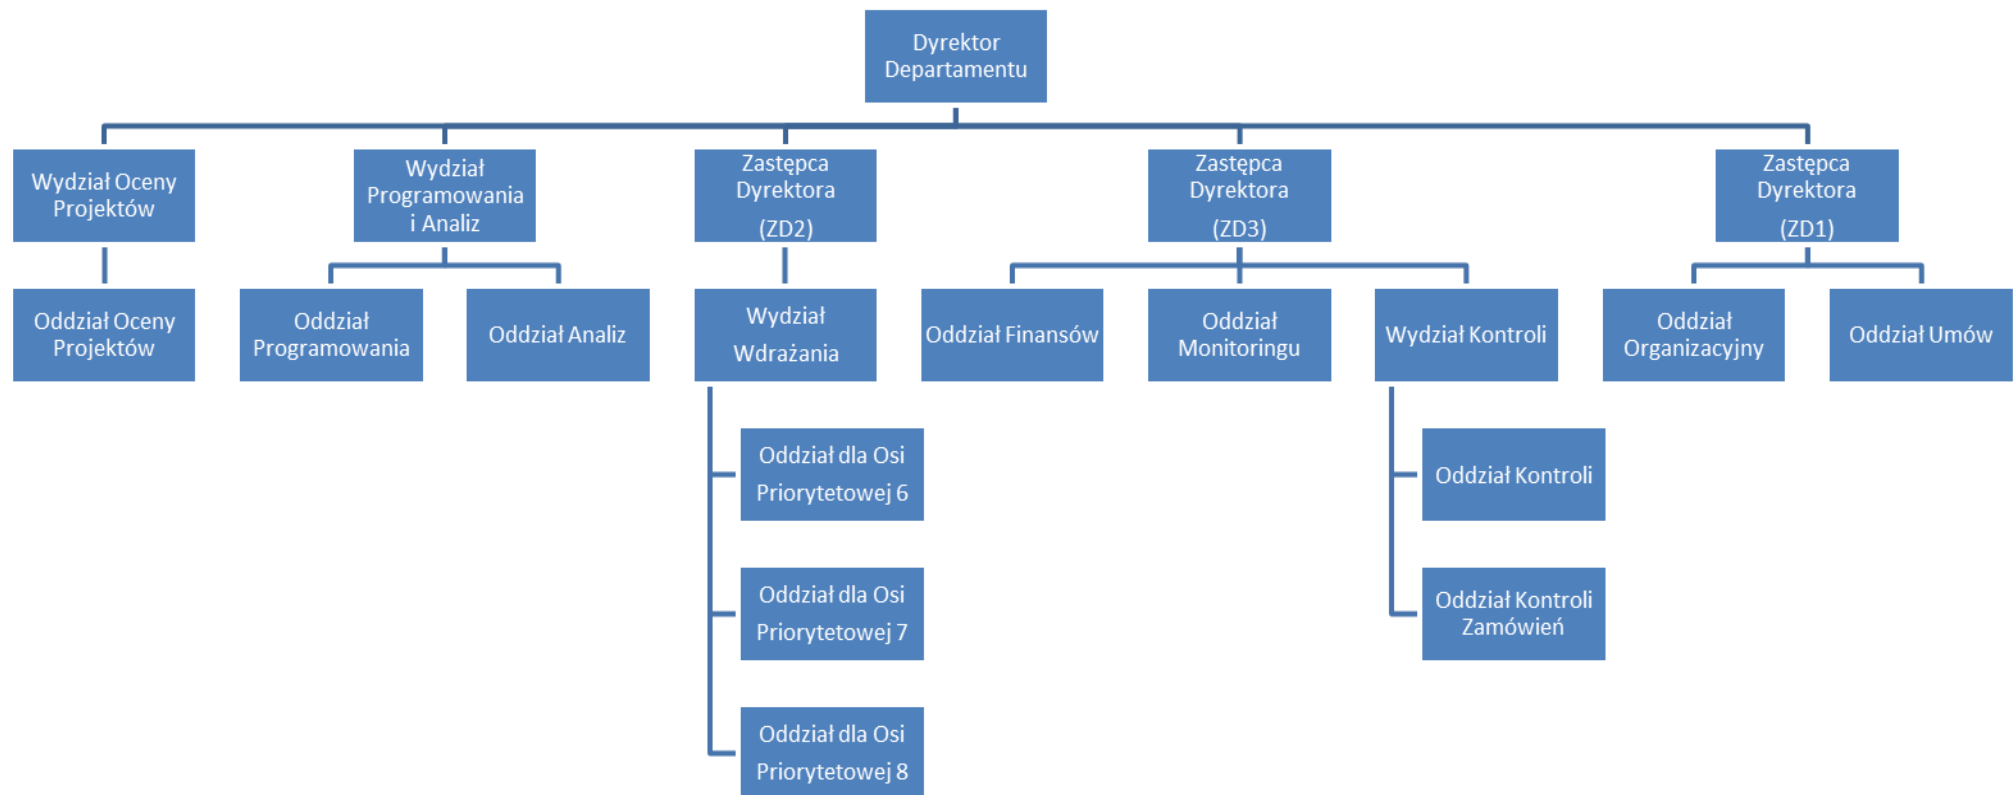 Dyrektor
Departamentu
Wydział Oceny
Projektów
Wydział
Programowania
i Analiz
Zastępca
Dyrektora
(ZD2)
Zastępca
Dyrektora
(ZD3)
Zastępca
Dyrektora
(ZD1)
Oddział Oceny
Projektów
Oddział
Programowania
Oddział Analiz
Wydział
Wdrażania
Oddział Finansów
Oddział
Monitoringu
Wydział Kontroli
Oddział
Organizacyjny
Oddział Umów
Oddział dla Osi
Priorytetowej 6
Oddział Kontroli
Oddział dla Osi
Priorytetowej 7
Oddział Kontroli
Zamówień
Oddział dla Osi
Priorytetowej 8